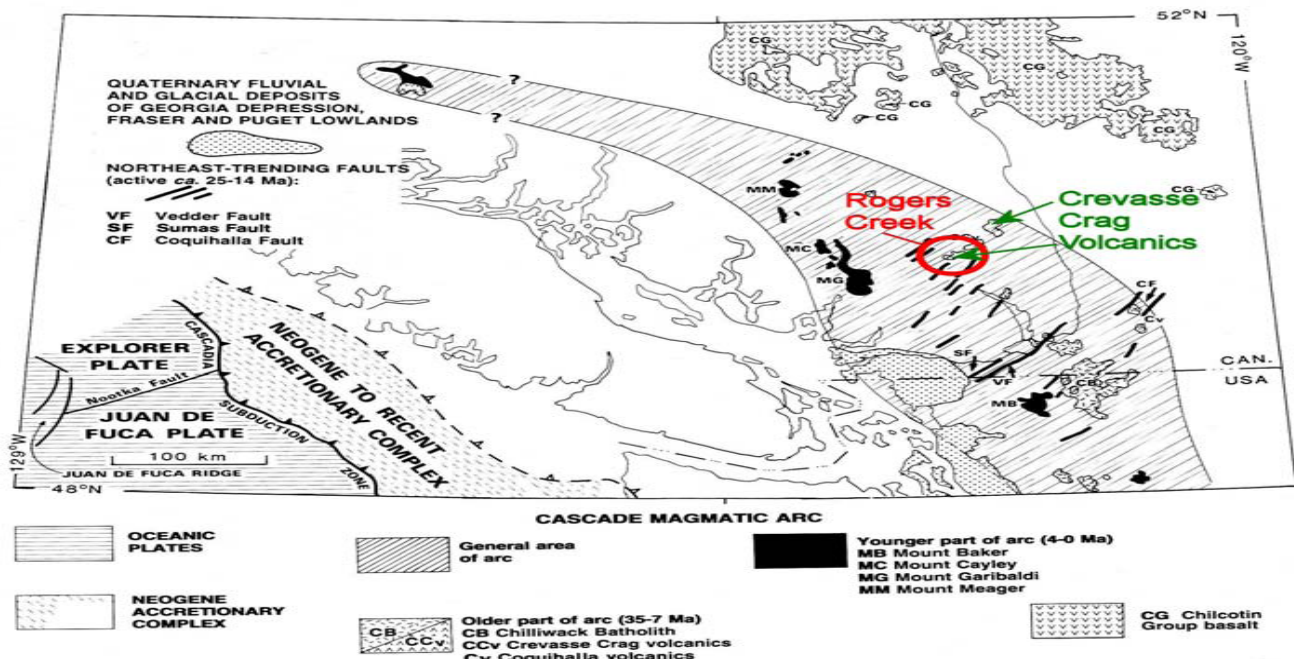 52°N
120°W
QUATERNARY FLUVIAL
AND GLACIAL DEPOSITS
OF GEORGIA DEPRESSION,
FRASER AND PUGET LOWLANDS
NORTHEAST-TRENDING FAULTS
(active ca. 25-14 Ma):
VF Vedder Fault
SF Sumas Fault
CF Coquihalla Fault
?
?
CG
CG
CG
CG
CG
CG
MM
MC
MG
Rogers
Creek
Crevasse
Crag
Volcanics
CF
Cv
SF
VF
CB
MB
CAN.
USA
EXPLORER
PLATE
Nootka Fault
JUAN DE
FUCA PLATE
100 km
JUAN DE FUCA RIDGE
129°W
48°N
CASCADIA
SUBDUCTION
ZONE
NEOGENE TO RECENT
ACCRETIONARY COMPLEX
CASCADE MAGMATIC ARC
OCEANIC
PLATES
General area
of arc
Younger part of arc (4-0 Ma)
MB Mount Baker
MC Mount Cayley
MG Mount Garibaldi
MM Mount Meager
NEOGENE
ACCRETIONARY
COMPLEX
CB
CCv
Older part of arc (35-7 Ma)
CB Chilliwack Batholith
CCv Crevasse Crag volcanics
Cv Coquihalla volcanics
CG Chilcotin
Group basalt